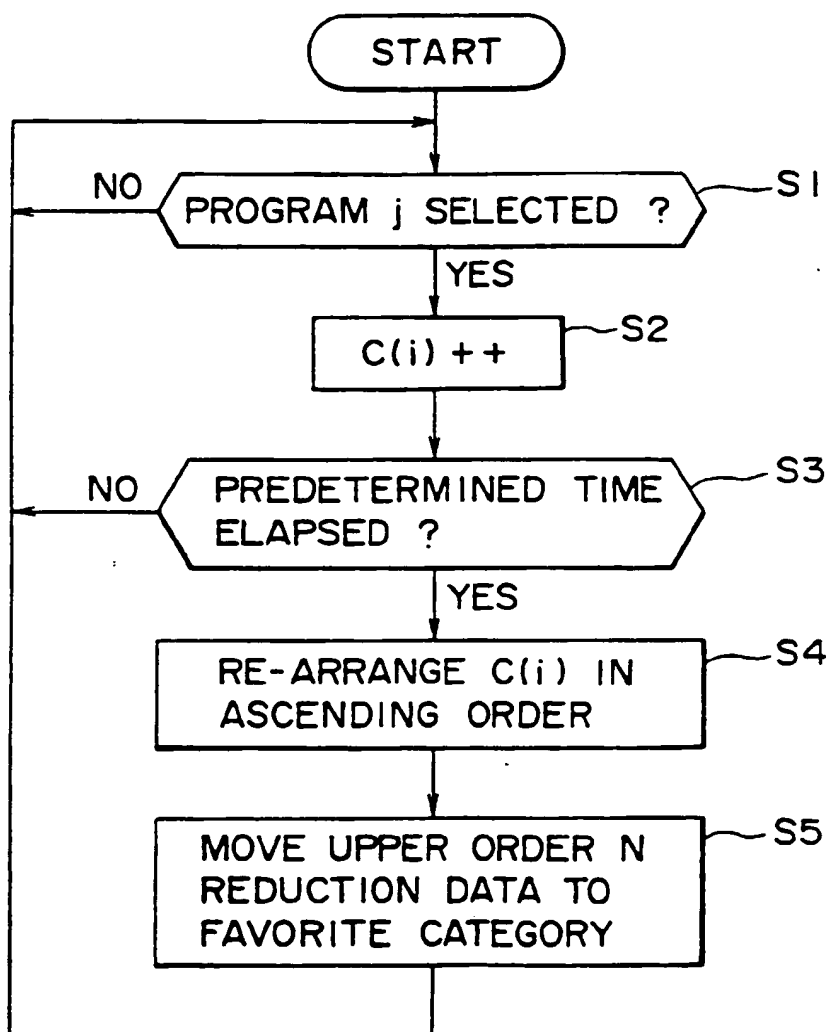 START
NO
PROGRAM j SELECTED ?
S1
YES
C(i) ++
S2
NO
PREDETERMINED TIME
ELAPSED ?
S3
YES
RE-ARRANGE C(i) IN
ASCENDING ORDER
S4
MOVE UPPER ORDER N
REDUCTION DATA TO
FAVORITE CATEGORY
S5